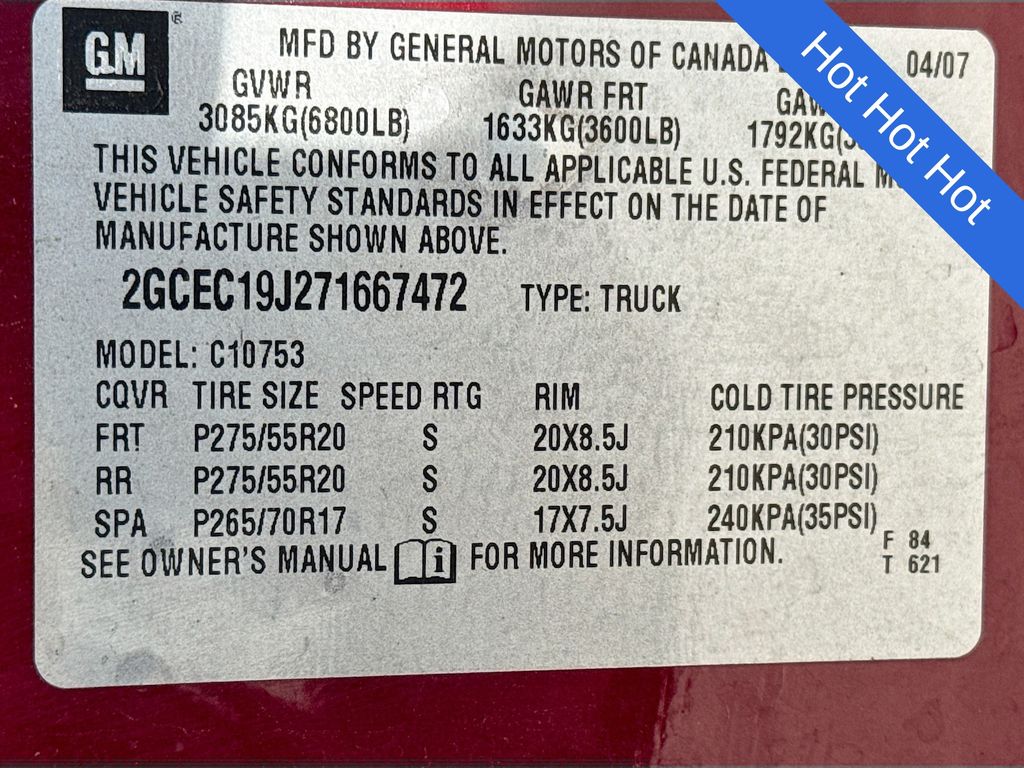 GM
MFD BY GENERAL MOTORS OF CANADA 04/07
GVWR GAWR FRT
3085KG(6800LB) 1633KG(3600LB) 1792KG
THIS VEHICLE CONFORMS TO ALL APPLICABLE U.S. FEDERAL
VEHICLE SAFETY STANDARDS IN EFFECT ON THE DATE OF
MANUFACTURE SHOWN ABOVE.
2GCEC19J271667472 TYPE: TRUCK
MODEL: C10753
CQVR TIRE SIZE SPEED RTG RIM COLD TIRE PRESSURE
FRT P275/55R20 S 20X8.5J 210KPA(30PSI)
RR P275/55R20 S 20X8.5J 210KPA(30PSI)
SPA P265/70R17 S 17X7.5J 240KPA(35PSI)
SEE OWNER'S MANUAL i FOR MORE INFORMATION.
F 84
T 621
Hot Hot Hot